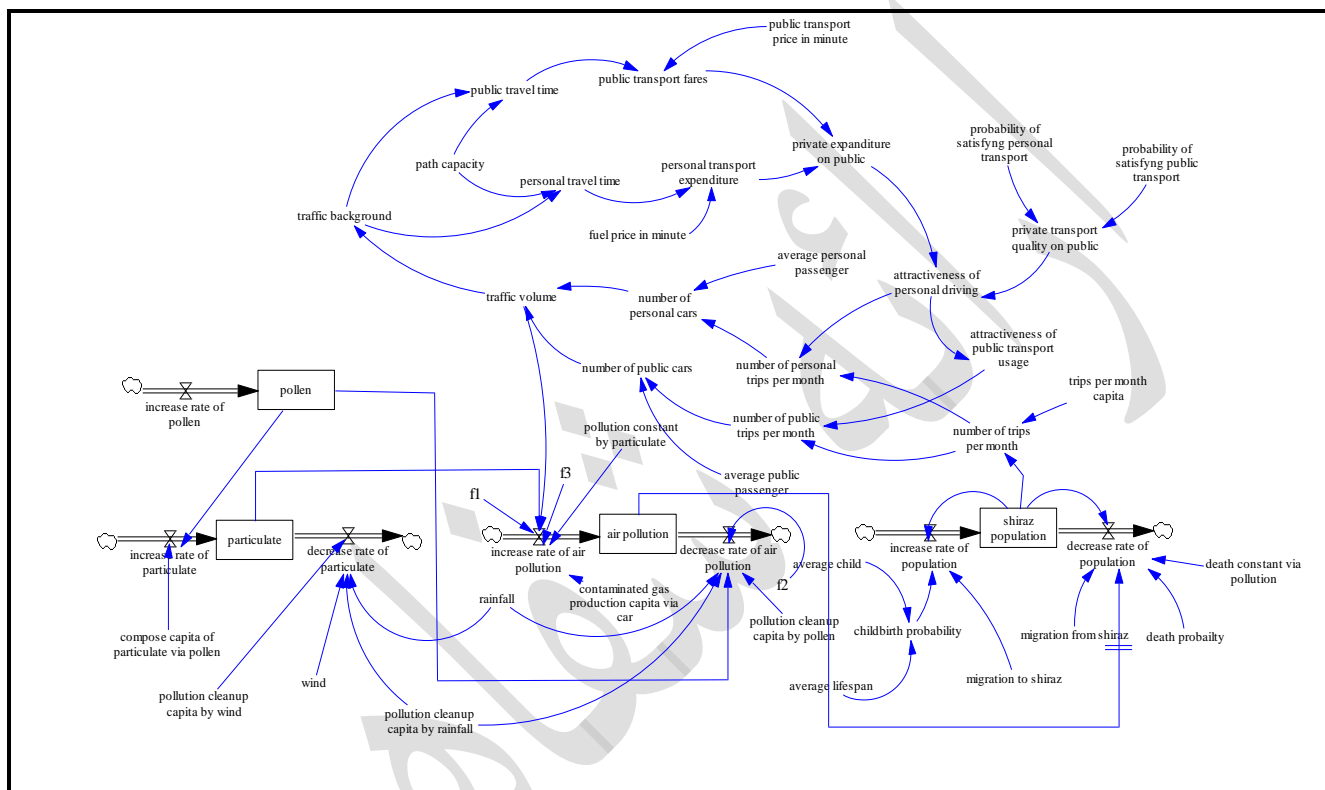 public transport
price in minute
public transport fares
public travel time
private expanditure
on public
probability of
satisfyng personal
transport
probability of
satisfyng public
transport
path capacity
personal transport
expenditure
personal travel time
traffic background
fuel price in minute
private transport
quality on public
average personal
passenger
attractiveness of
personal driving
traffic volume
number of
personal cars
attractiveness of
public transport
usage
number of personal
trips per month
number of public cars
trips per month
capita
pollen
increase rate of
pollen
number of public
trips per month
number of trips
per month
pollution constant
by particulate
average public
passenger
f1
f3
particulate
increase rate of
particulate
decrease rate of
particulate
air pollution
increase rate of air
pollution
decrease rate of air
pollution
shiraz
population
increase rate of
population
decrease rate of
population
average child
death constant via
pollution
f2
contaminated gas
production capita via
car
rainfall
pollution cleanup
capita by pollen
childbirth probability
migration from shiraz
death probailty
compose capita of
particulate via pollen
wind
average lifespan
migration to shiraz
pollution cleanup
capita by wind
pollution cleanup
capita by rainfall